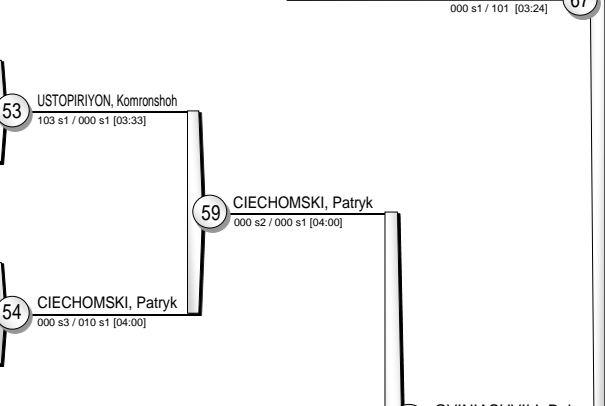 000 s1 / 101 [03:24]
67
53
USTOPIRIYON, Komronshoh
103 s1 / 000 s1 [03:33]
59
CIECHOMSKI, Patryk
000 s2 / 000 s1 [04:00]
54
CIECHOMSKI, Patryk
000 s3 / 010 s1 [04:00]